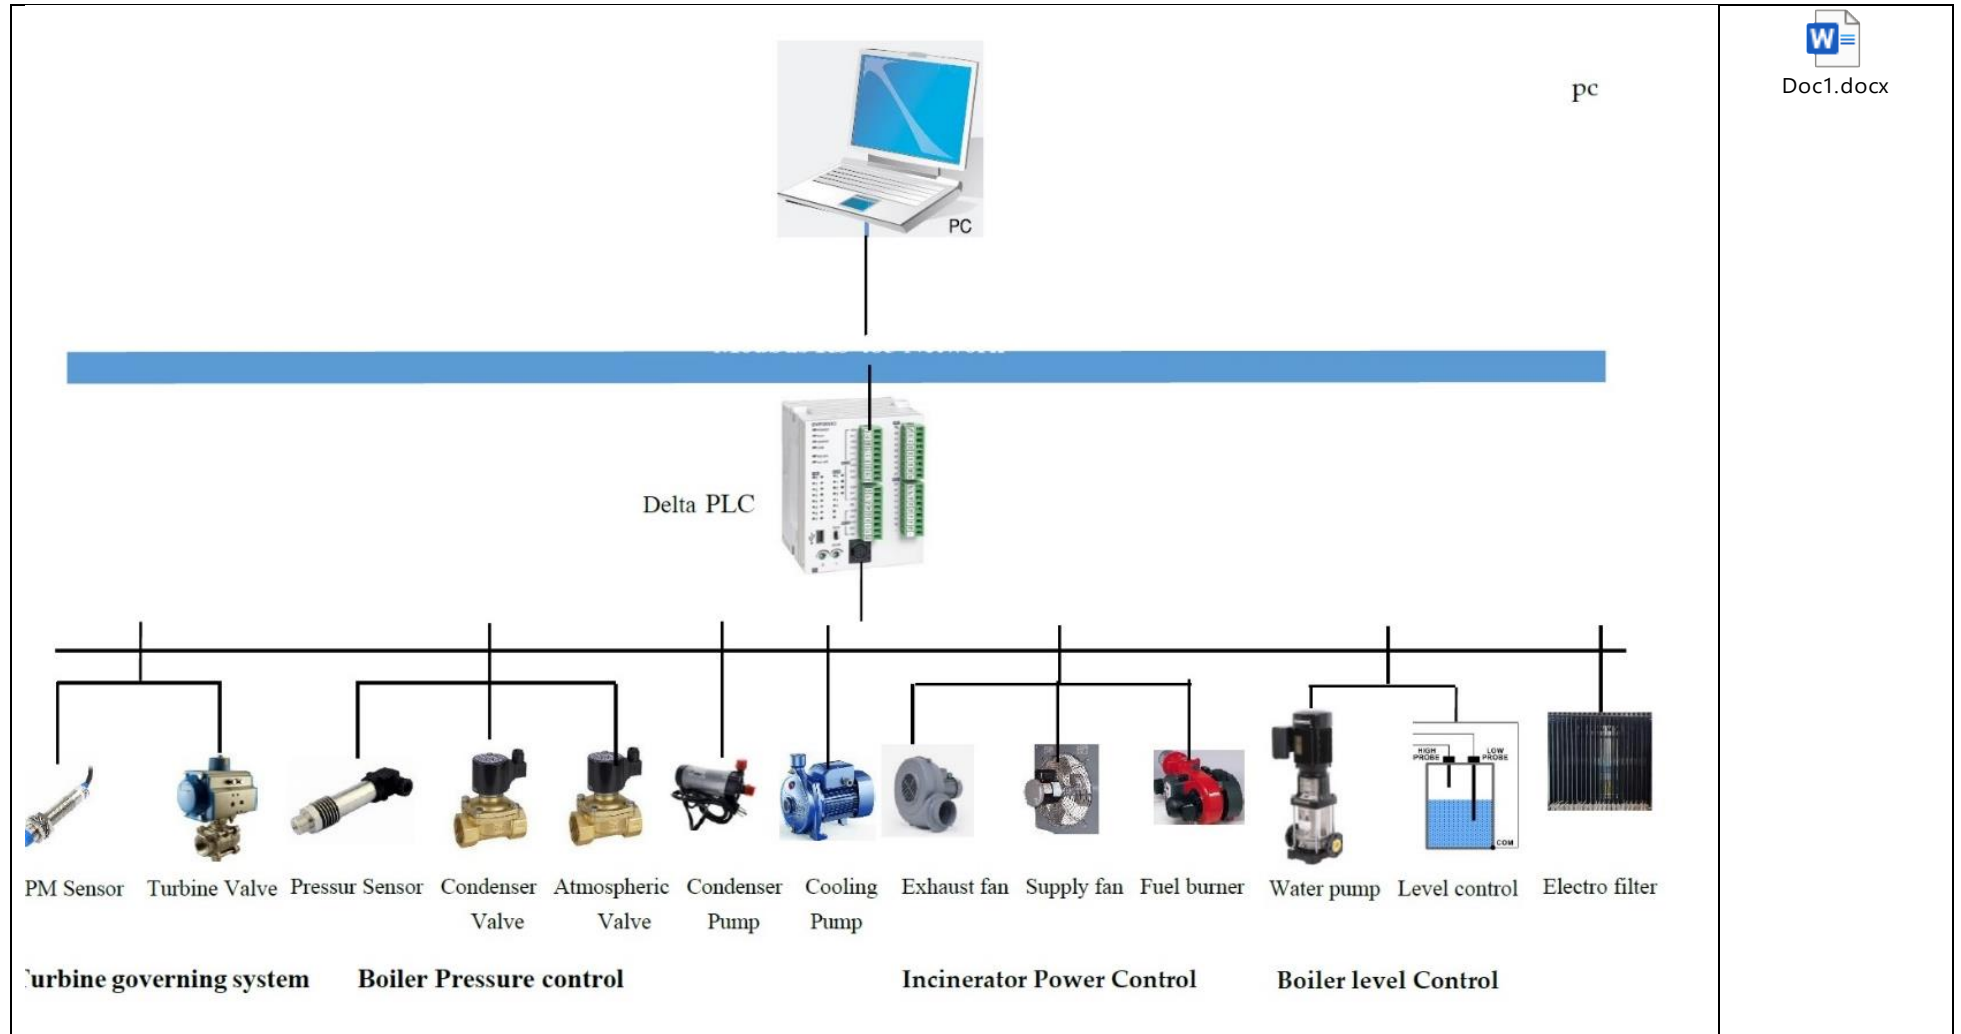 pc
Doc1.docx
PC
Delta PLC
HIGH PROBE
LOW PROBE
COM
PM Sensor
Turbine Valve
Pressur Sensor
Condenser Valve
Atmospheric Valve
Condenser Pump
Cooling Pump
Exhaust fan
Supply fan
Fuel burner
Water pump
Level control
Electro filter
urbine governing system
Boiler Pressure control
Incinerator Power Control
Boiler level Control